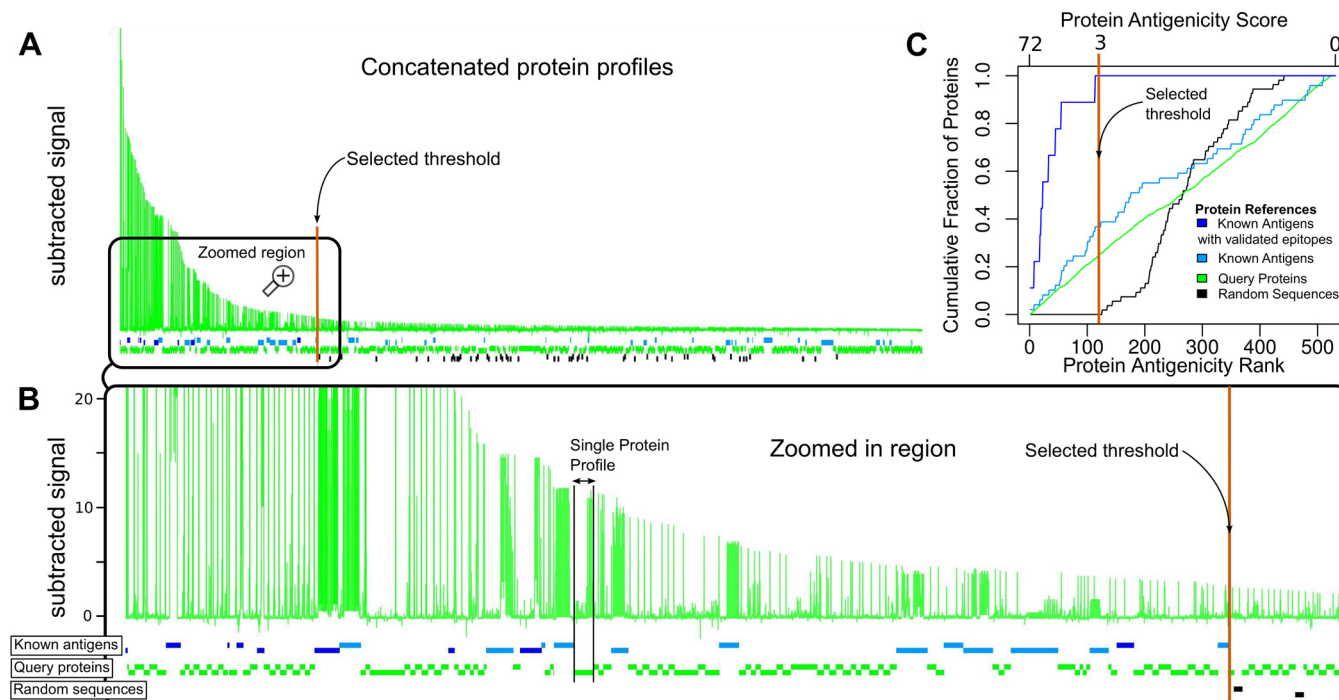 A
Concatenated protein profiles
subtracted signal
Selected threshold
Zoomed region
C
Protein Antigenicity Score
72 3 0
Cumulative Fraction of Proteins
1.0
0.8
0.6
0.4
0.2
0.0
Selected
threshold
Protein References
Known Antigens
with validated epitopes
Known Antigens
Query Proteins
Random Sequences
0 100 200 300 400 500
Protein Antigenicity Rank
B
subtracted signal
20
10
0
Single Protein
Profile
Zoomed in region
Selected threshold
Known antigens
Query proteins
Random sequences